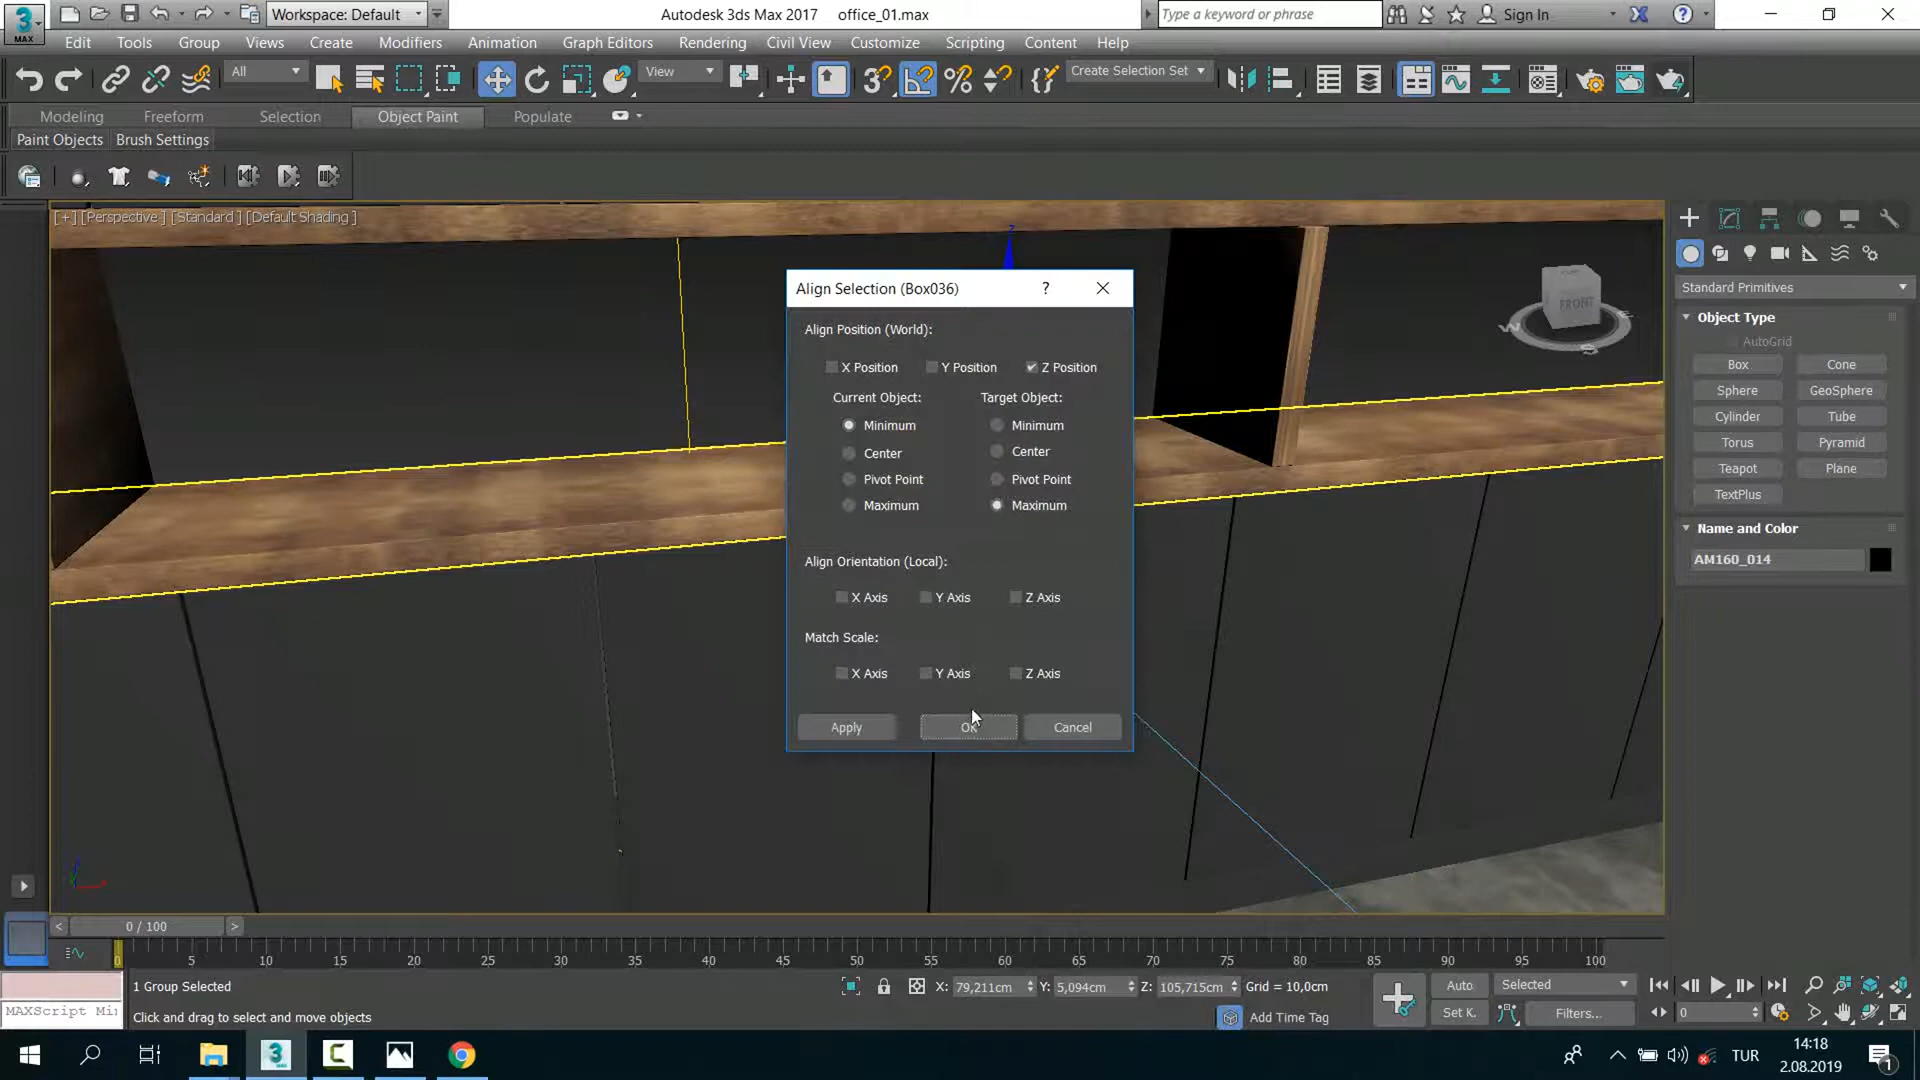 3 MAX
Workspace: Default
Autodesk 3ds Max 2017 office_01.max
Type a keyword or phrase
Sign In
Edit Tools Group Views Create Modifiers Animation Graph Editors Rendering Civil View Customize Scripting Content Help
All
View
Create Selection Set
Modeling Freeform Selection Object Paint Populate
Paint Objects Brush Settings
[+] [Perspective ] [Standard ] [Default Shading ]
FRONT
Standard Primitives
Object Type
AutoGrid
Box Cone
Sphere GeoSphere
Cylinder Tube
Torus Pyramid
Teapot Plane
TextPlus
Name and Color
AM160_014
Align Selection (Box036) ?
Align Position (World):
X Position Y Position Z Position
Current Object: Target Object:
Minimum Minimum
Center Center
Pivot Point Pivot Point
Maximum Maximum
Align Orientation (Local):
X Axis Y Axis Z Axis
Match Scale:
X Axis Y Axis Z Axis
Apply OK Cancel
0 / 100
0 5 10 15 20 25 30 35 40 45 50 55 60 65 70 75 80 85 90 95 100
1 Group Selected
X: 79,211cm Y: 5,094cm Z: 105,715cm Grid = 10,0cm
Auto Selected
MAXScript Mi
Click and drag to select and move objects
Add Time Tag
Set K. Filters...
0
TUR
14:18
2.08.2019
1